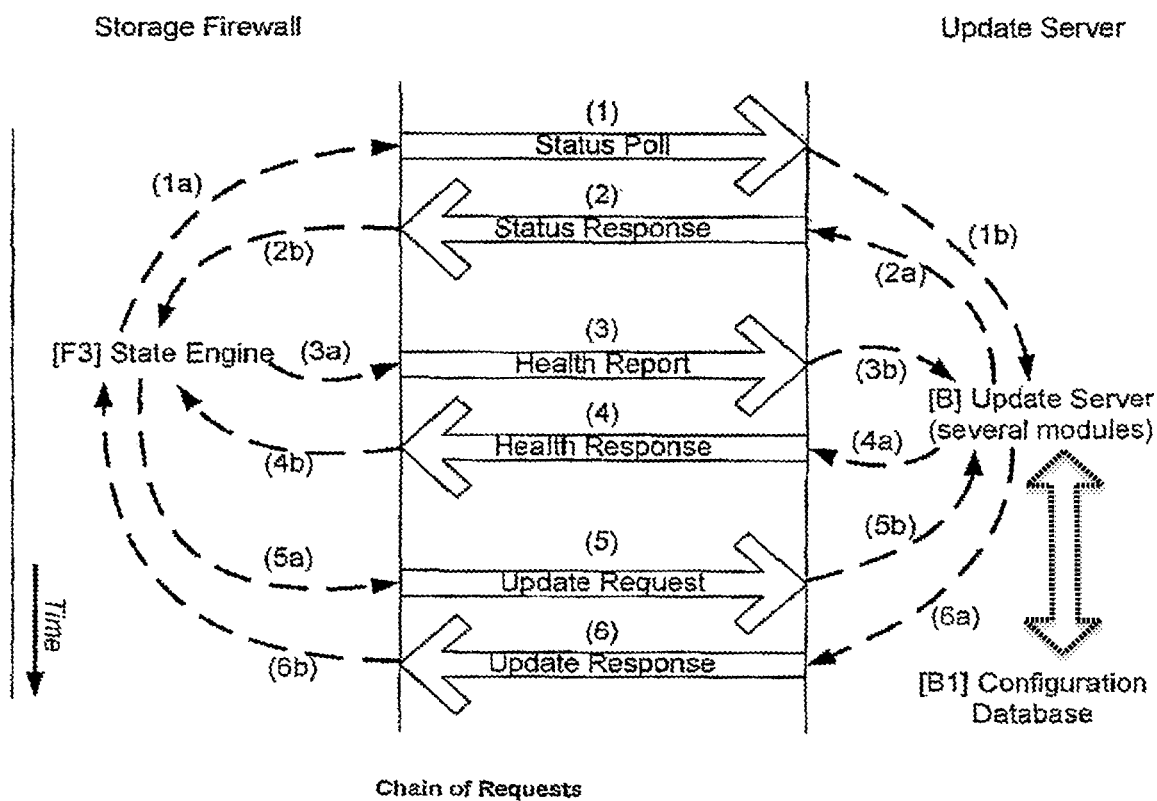 Storage Firewall
Update Server
(1)
Status Poll
(1a)
(2)
Status Response
(1b)
(2b)
(2a)
(3)
[F3] State Engine
(3a)
Health Report
(3b)
[B] Update Server
(several modules)
(4)
Health Response
(4a)
(4b)
(5)
(5b)
(5a)
Update Request
Time
(6)
(6a)
Update Response
(6b)
[B1] Configuration
Database
Chain of Requests